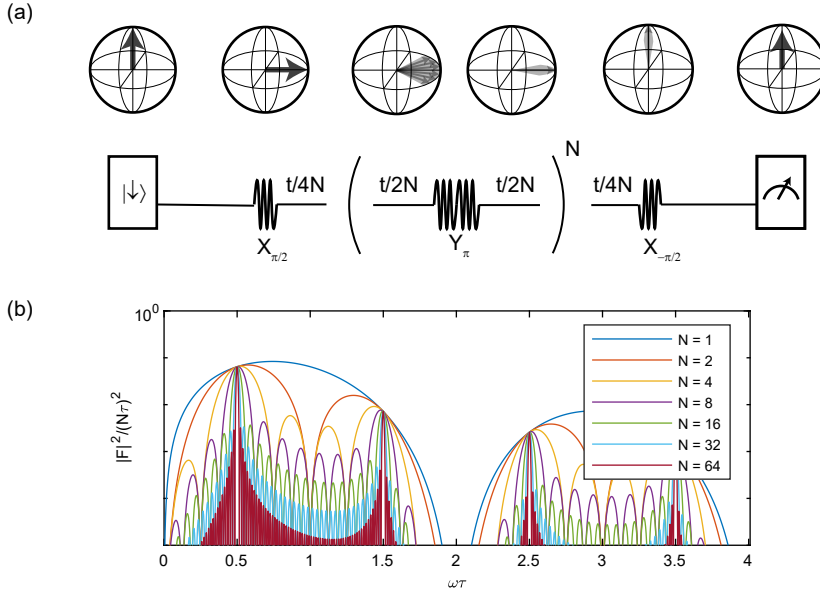 (a)
N
|↓⟩
t/4N
t/2N
t/2N
t/4N
X_{π/2}
Y_π
X_{−π/2}
(b)
10^0
|F|^2/(Nτ)^2
N = 1
N = 2
N = 4
N = 8
N = 16
N = 32
N = 64
0
0.5
1
1.5
2
2.5
3
3.5
4
ωτ